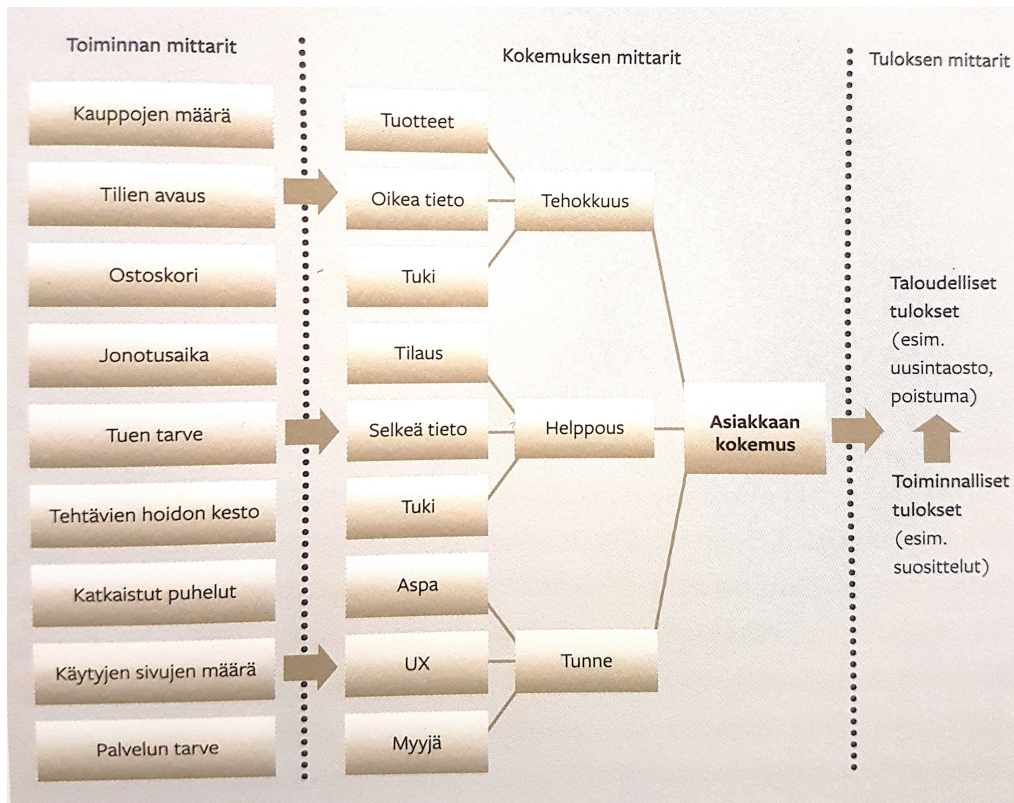 Toiminnan mittarit
Kauppojen määrä
Tilien avaus
Ostoskori
Jonotusaika
Tuen tarve
Tehtävien hoidon kesto
Katkaistut puhelut
Käytyjen sivujen määrä
Palvelun tarve
Kokemuksen mittarit
Tuotteet
Oikea tieto
Tuki
Tilaus
Selkeä tieto
Tuki
Aspa
UX
Myyjä
Tehokkuus
Helppous
Tunne
Asiakkaan
kokemus
Tuloksen mittarit
Taloudelliset
tulokset
(esim.
uusintaosto,
poistuma)
Toiminnalliset
tulokset
(esim.
suosittelut)